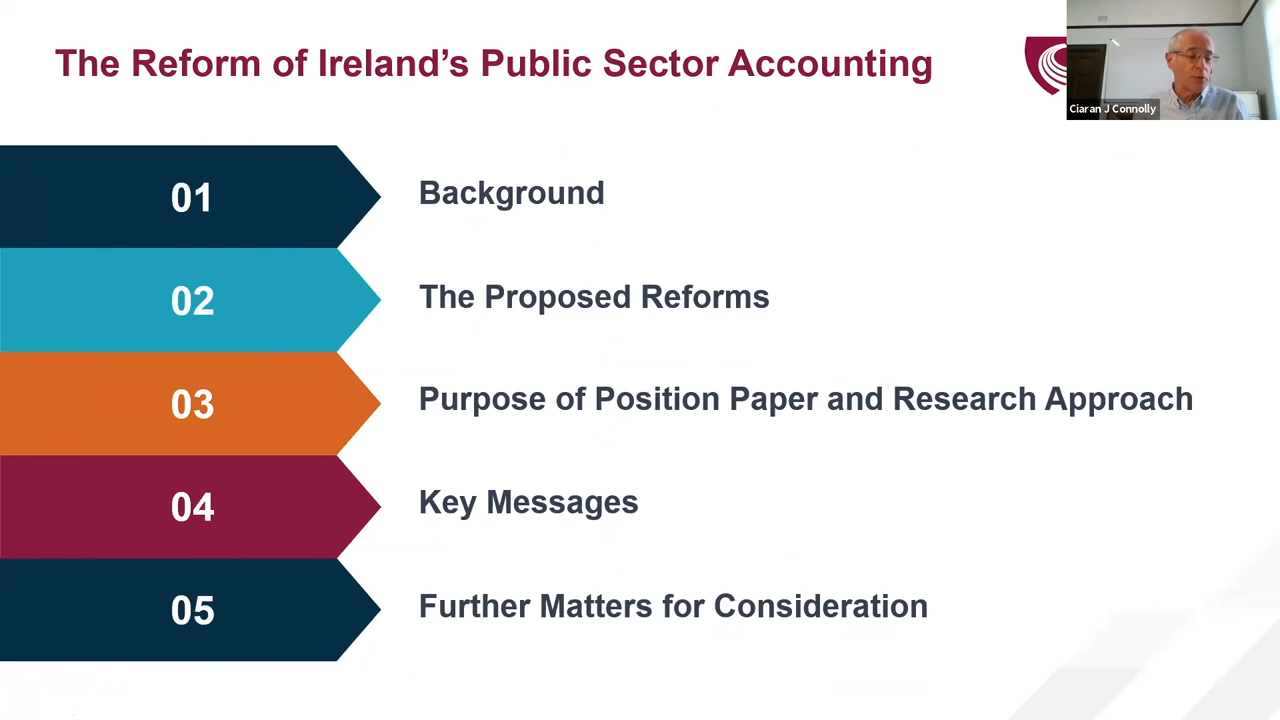 The Reform of Ireland’s Public Sector Accounting
Ciaran J Connolly
01
Background
02
The Proposed Reforms
03
Purpose of Position Paper and Research Approach
04
Key Messages
05
Further Matters for Consideration